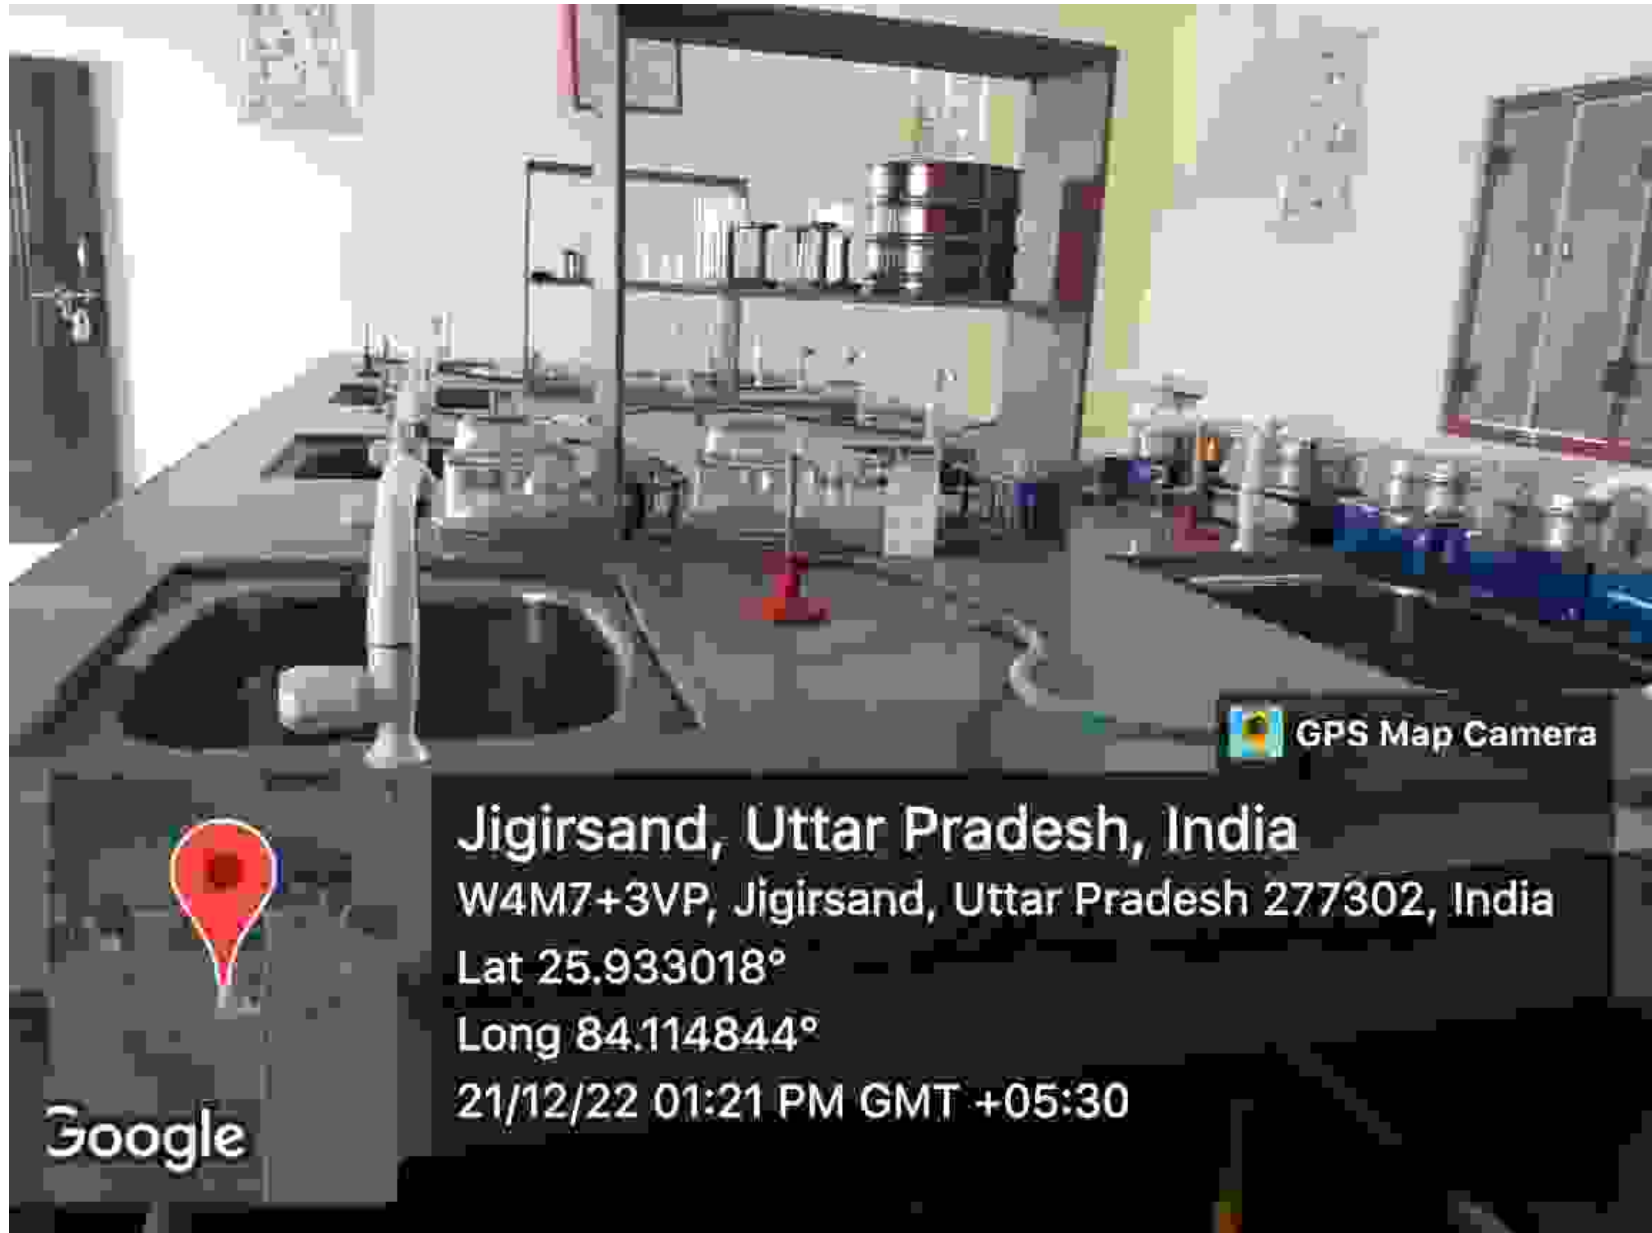 GPS Map Camera
Jigirsand, Uttar Pradesh, India
W4M7+3VP, Jigirsand, Uttar Pradesh 277302, India
Lat 25.933018°
Long 84.114844°
21/12/22 01:21 PM GMT +05:30
Google